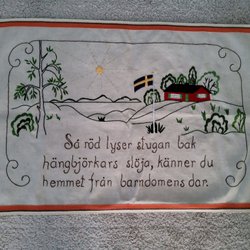 Så röd lyser stugan bak
hängbjörkars slöja, känner du
hemmet från barndomens dar.